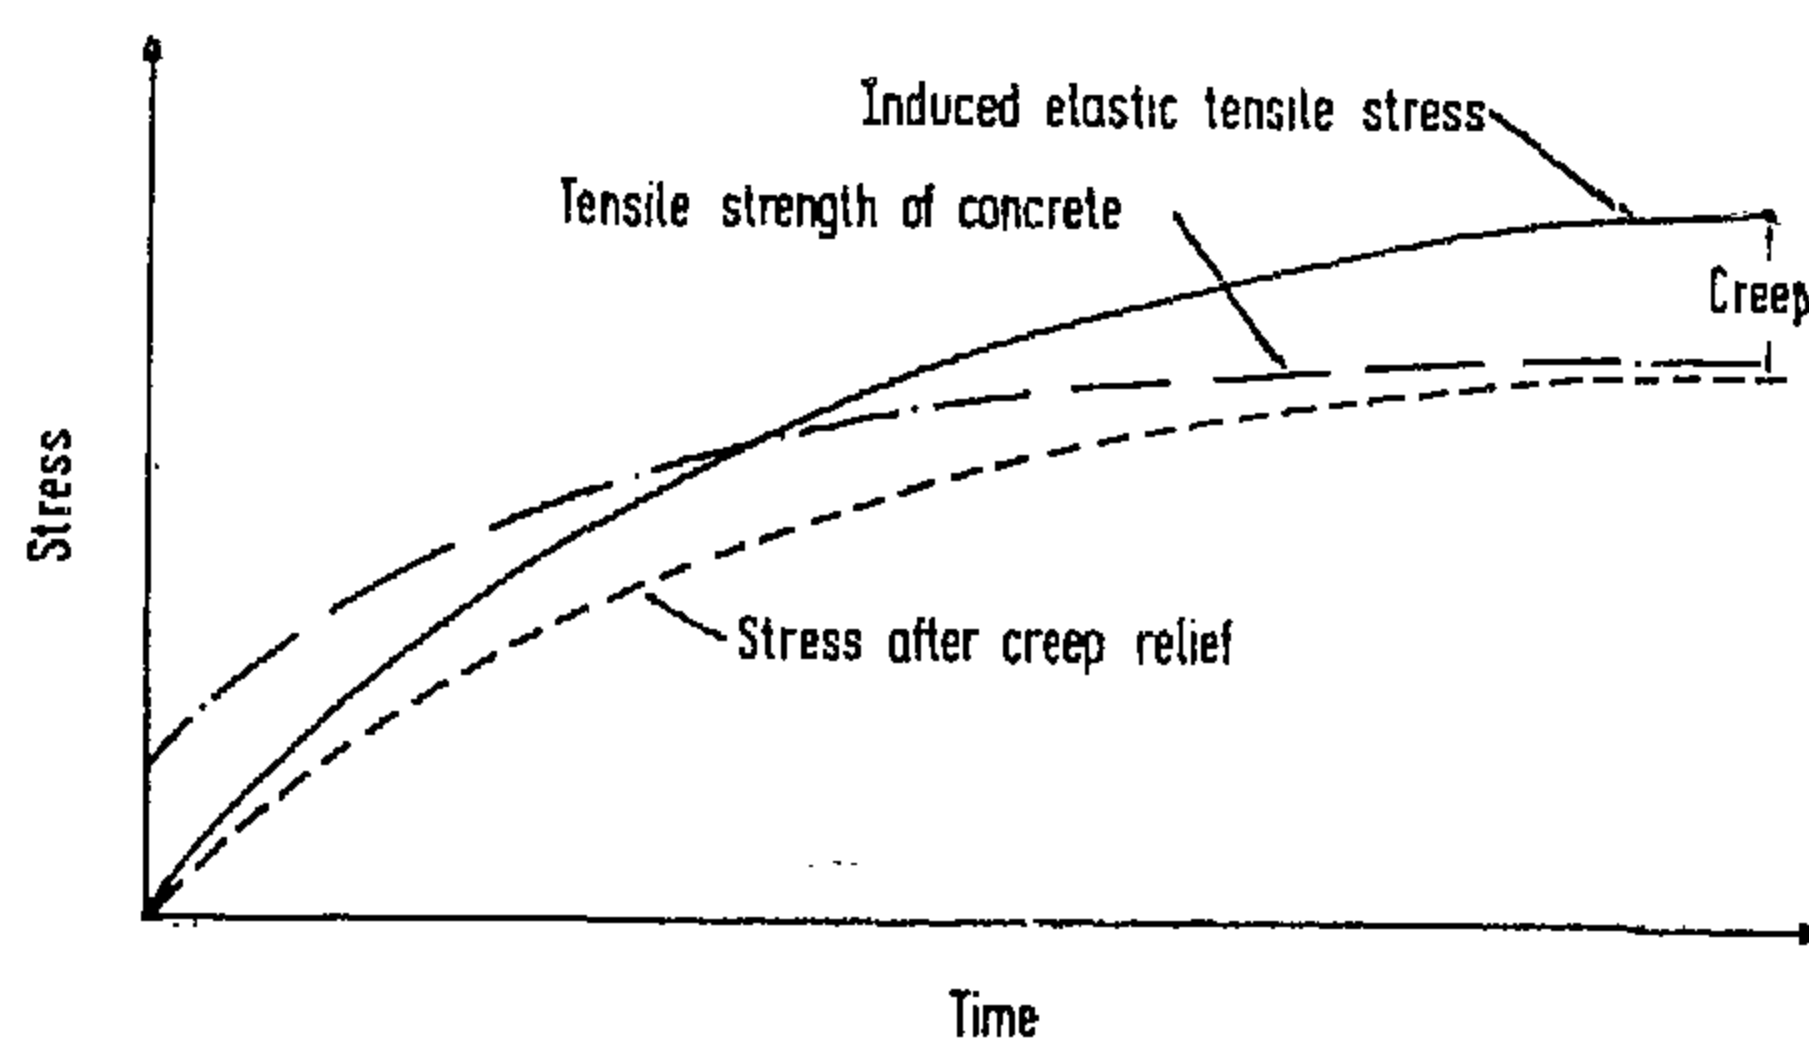 Induced elastic tensile stress
Tensile strength of concrete
Creep
Stress
Stress after creep relief
Time